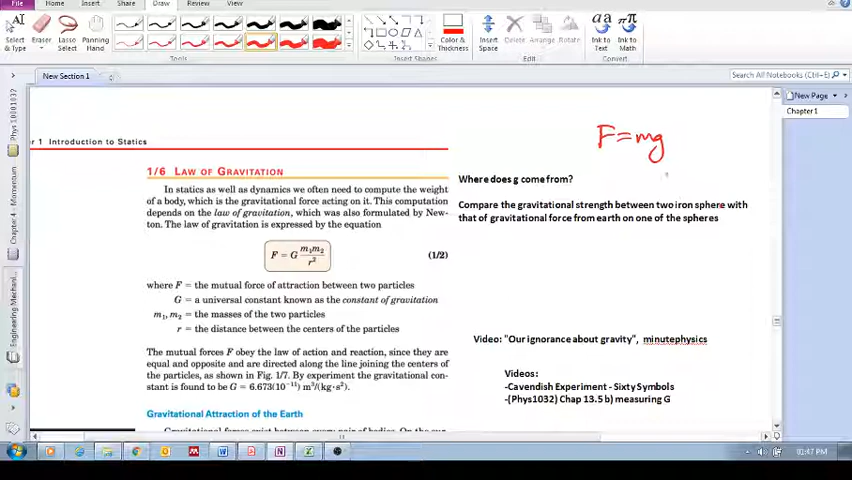 File
Home
Insert
Draw
History
Review
View
Select & Type
Eraser
Lasso Select
Panning Hand
Tools
Insert Shapes
Color & Thickness
Insert Space
Delete
Arrange
Rotate
Edit
Ink to Text
Ink to Math
Convert
New Section 1
Search All Notebooks (Ctrl+E)
New Page
Chapter1
Phys 1030/1032
Chapter 4 - Momentum
Engineering Mechani...
r 1 Introduction to Statics
F=mg
1/6 LAW OF GRAVITATION
In statics as well as dynamics we often need to compute the weight
of a body, which is the gravitational force acting on it. This computation
depends on the law of gravitation, which was also formulated by New-
ton. The law of gravitation is expressed by the equation
F = G m₁m₂/r² (1/2)
where F = the mutual force of attraction between two particles
G = a universal constant known as the constant of gravitation
m₁, m₂ = the masses of the two particles
r = the distance between the centers of the particles
The mutual forces F obey the law of action and reaction, since they are
equal and opposite and are directed along the line joining the centers of
the particles, as shown in Fig. 1/7. By experiment the gravitational con-
stant is found to be G = 6.673(10⁻¹¹) m³/(kg·s²).
Gravitational Attraction of the Earth
Where does g come from?
Compare the gravitational strength between two iron sphere with
that of gravitational force from earth on one of the spheres
Video: "Our ignorance about gravity", minutephysics
Videos:
-Cavendish Experiment - Sixty Symbols
-(Phys1032) Chap 13.5 b) measuring G
01:47 PM